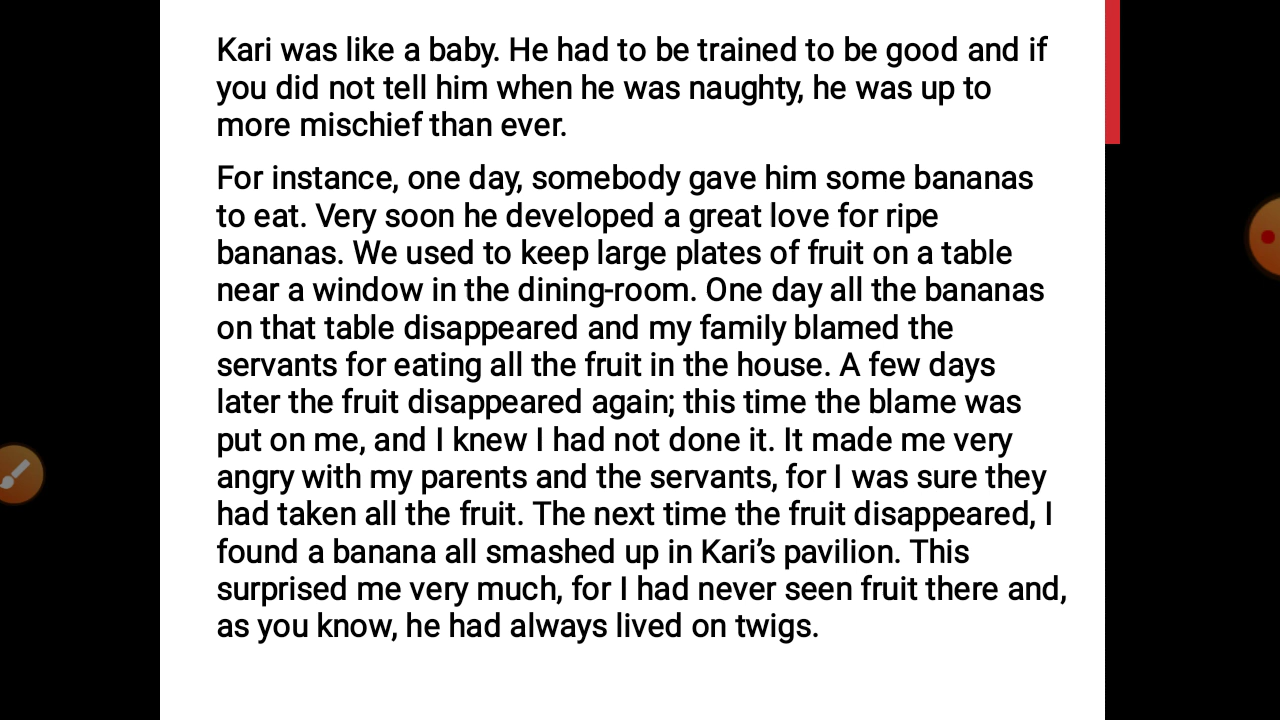 Kari was like a baby. He had to be trained to be good and if
you did not tell him when he was naughty, he was up to
more mischief than ever.
For instance, one day, somebody gave him some bananas
to eat. Very soon he developed a great love for ripe
bananas. We used to keep large plates of fruit on a table
near a window in the dining-room. One day all the bananas
on that table disappeared and my family blamed the
servants for eating all the fruit in the house. A few days
later the fruit disappeared again; this time the blame was
put on me, and I knew I had not done it. It made me very
angry with my parents and the servants, for I was sure they
had taken all the fruit. The next time the fruit disappeared, I
found a banana all smashed up in Kari’s pavilion. This
surprised me very much, for I had never seen fruit there and,
as you know, he had always lived on twigs.